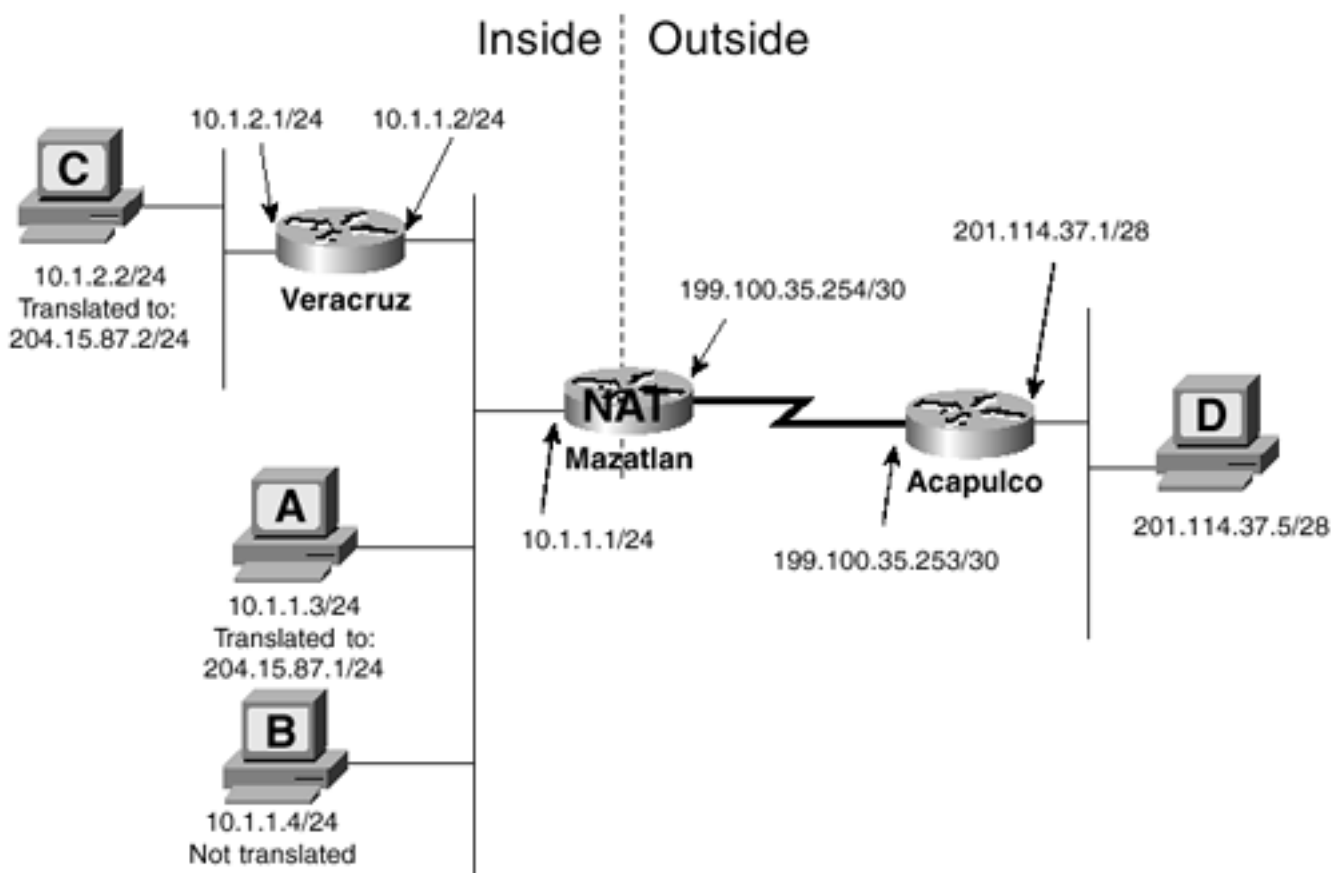 Inside Outside
10.1.2.1/24 10.1.1.2/24
C
10.1.2.2/24
Translated to:
204.15.87.2/24
Veracruz
201.114.37.1/28
199.100.35.254/30
NAT
Mazatlan
10.1.1.1/24
Acapulco
199.100.35.253/30
D
201.114.37.5/28
A
10.1.1.3/24
Translated to:
204.15.87.1/24
B
10.1.1.4/24
Not translated